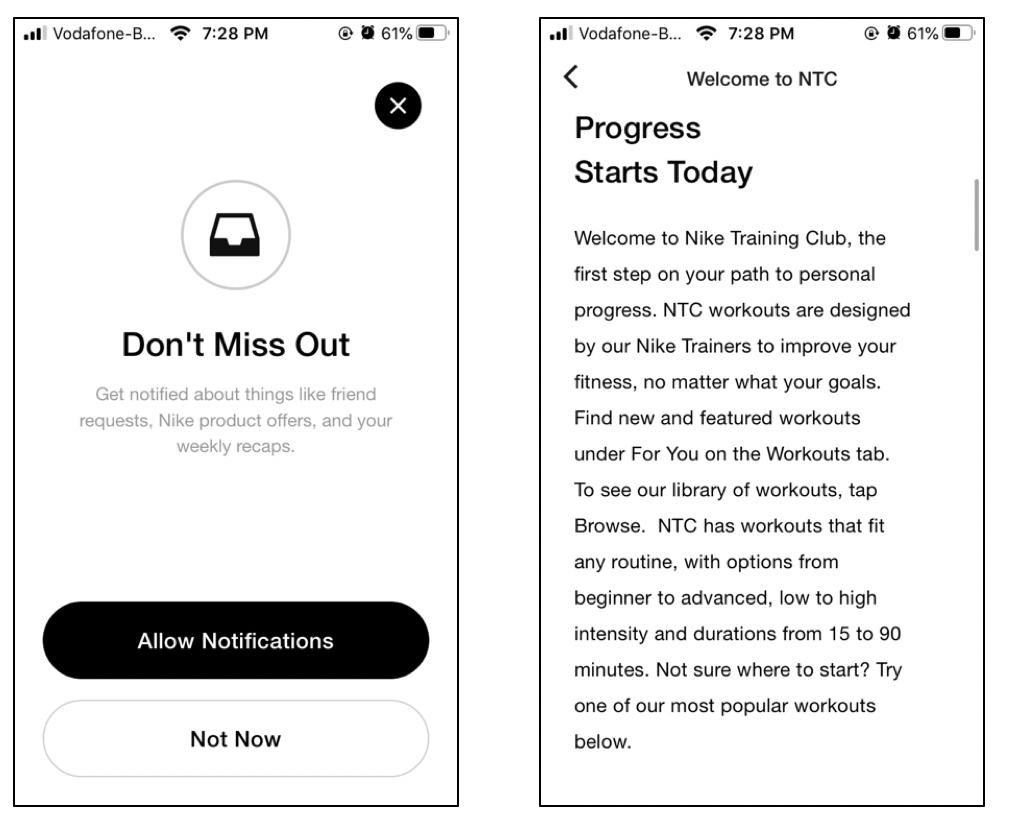 Vodafone-B... 7:28 PM 61%
Don't Miss Out
Get notified about things like friend
requests, Nike product offers, and your
weekly recaps.
Allow Notifications
Not Now
Vodafone-B... 7:28 PM 61%
Welcome to NTC
Progress
Starts Today
Welcome to Nike Training Club, the
first step on your path to personal
progress. NTC workouts are designed
by our Nike Trainers to improve your
fitness, no matter what your goals.
Find new and featured workouts
under For You on the Workouts tab.
To see our library of workouts, tap
Browse.  NTC has workouts that fit
any routine, with options from
beginner to advanced, low to high
intensity and durations from 15 to 90
minutes. Not sure where to start? Try
one of our most popular workouts
below.